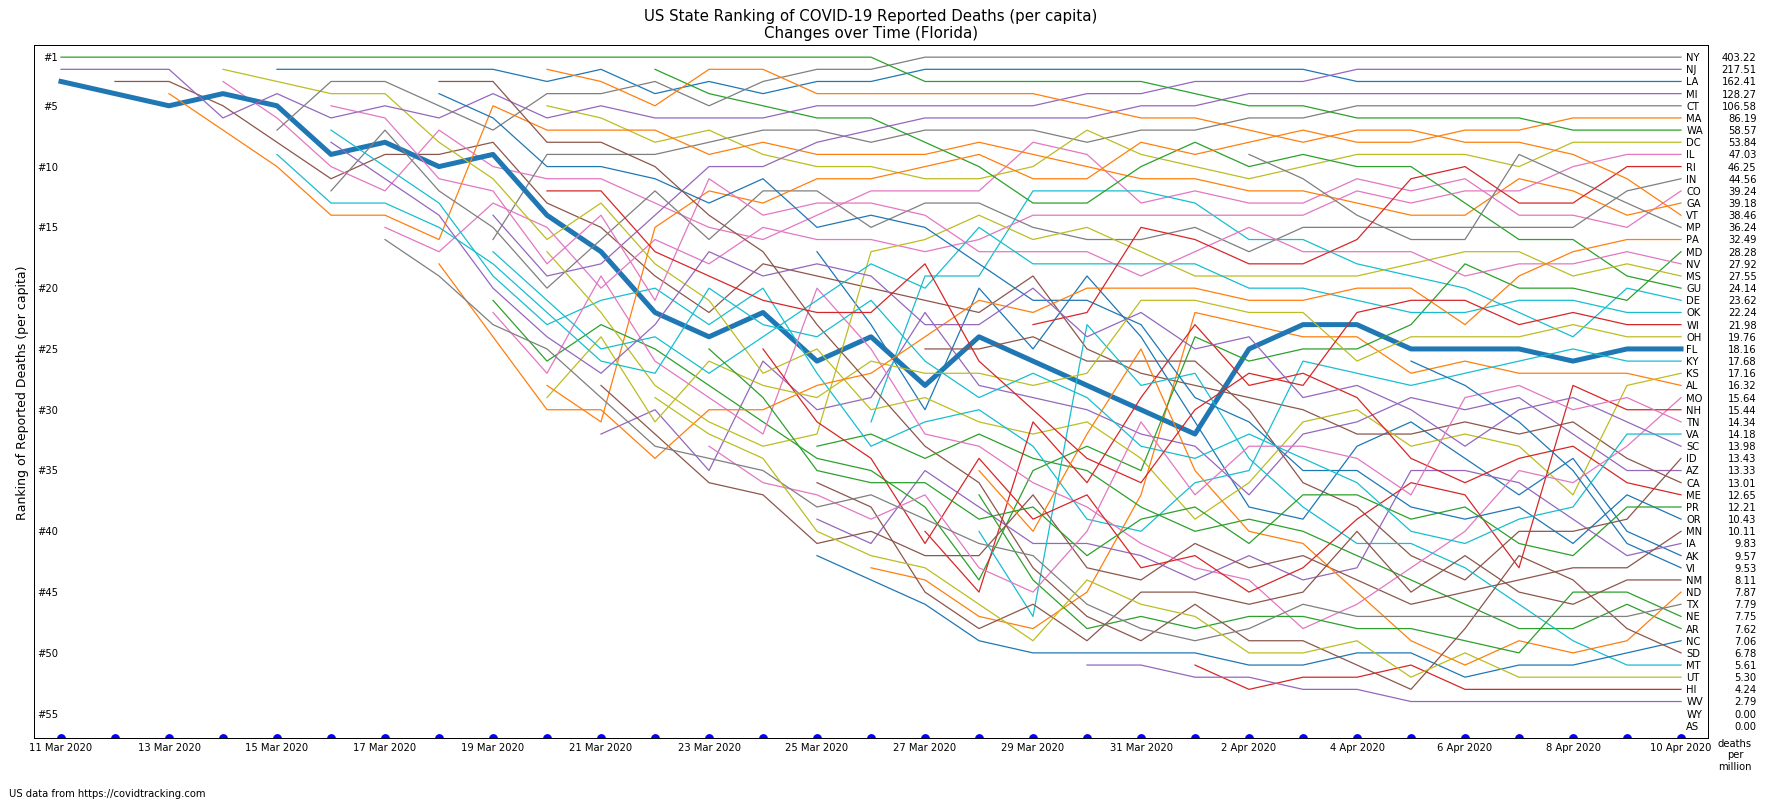 US State Ranking of COVID-19 Reported Deaths (per capita)
Changes over Time (Florida)
Ranking of Reported Deaths (per capita)
#1
#5
#10
#15
#20
#25
#30
#35
#40
#45
#50
#55
NY 403.22
NJ 217.51
LA 162.41
MI 128.27
CT 106.58
MA 86.19
WA 58.57
DC 53.84
IL 47.03
RI 46.25
IN 44.56
CO 39.24
GA 39.18
VT 38.46
MP 36.24
PA 32.49
MD 28.28
NV 27.92
MS 27.55
GU 24.14
DE 23.62
OK 22.24
WI 21.98
OH 19.76
FL 18.16
KY 17.68
KS 17.16
AL 16.32
MO 15.64
NH 15.44
TN 14.34
VA 14.18
SC 13.98
ID 13.43
AZ 13.33
CA 13.01
ME 12.65
PR 12.21
OR 10.43
MN 10.11
IA 9.83
AK 9.57
VI 9.53
NM 8.11
ND 7.87
TX 7.79
NE 7.75
AR 7.62
NC 7.06
SD 6.78
MT 5.61
UT 5.30
HI 4.24
WV 2.79
WY 0.00
AS 0.00
11 Mar 2020 13 Mar 2020 15 Mar 2020 17 Mar 2020 19 Mar 2020 21 Mar 2020 23 Mar 2020 25 Mar 2020 27 Mar 2020 29 Mar 2020 31 Mar 2020 2 Apr 2020 4 Apr 2020 6 Apr 2020 8 Apr 2020 10 Apr 2020
deaths
per
million
US data from https://covidtracking.com